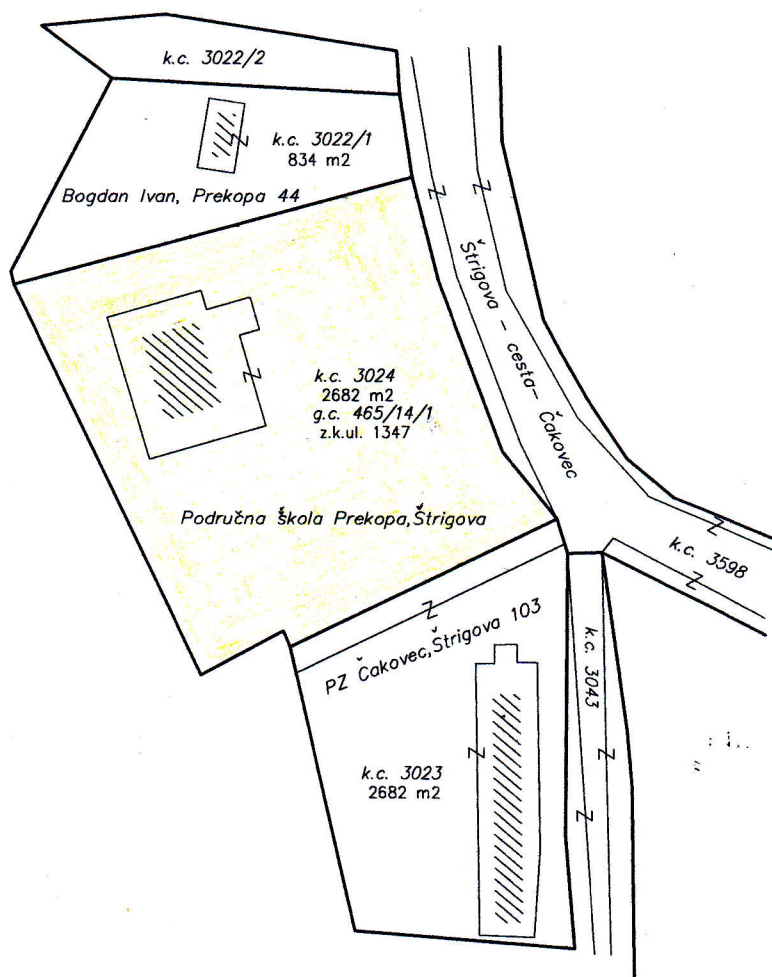 k.c. 3022/2
k.c. 3022/1
834 m2
Bogdan Ivan, Prekopa 44
Štrigova – cesta– Čakovec
k.c. 3024
2682 m2
g.c. 465/14/1
z.k.ul. 1347
Područna škola Prekopa,Štrigova
k.c. 3598
PZ Čakovec,Štrigova 103
k.c. 3043
k.c. 3023
2682 m2